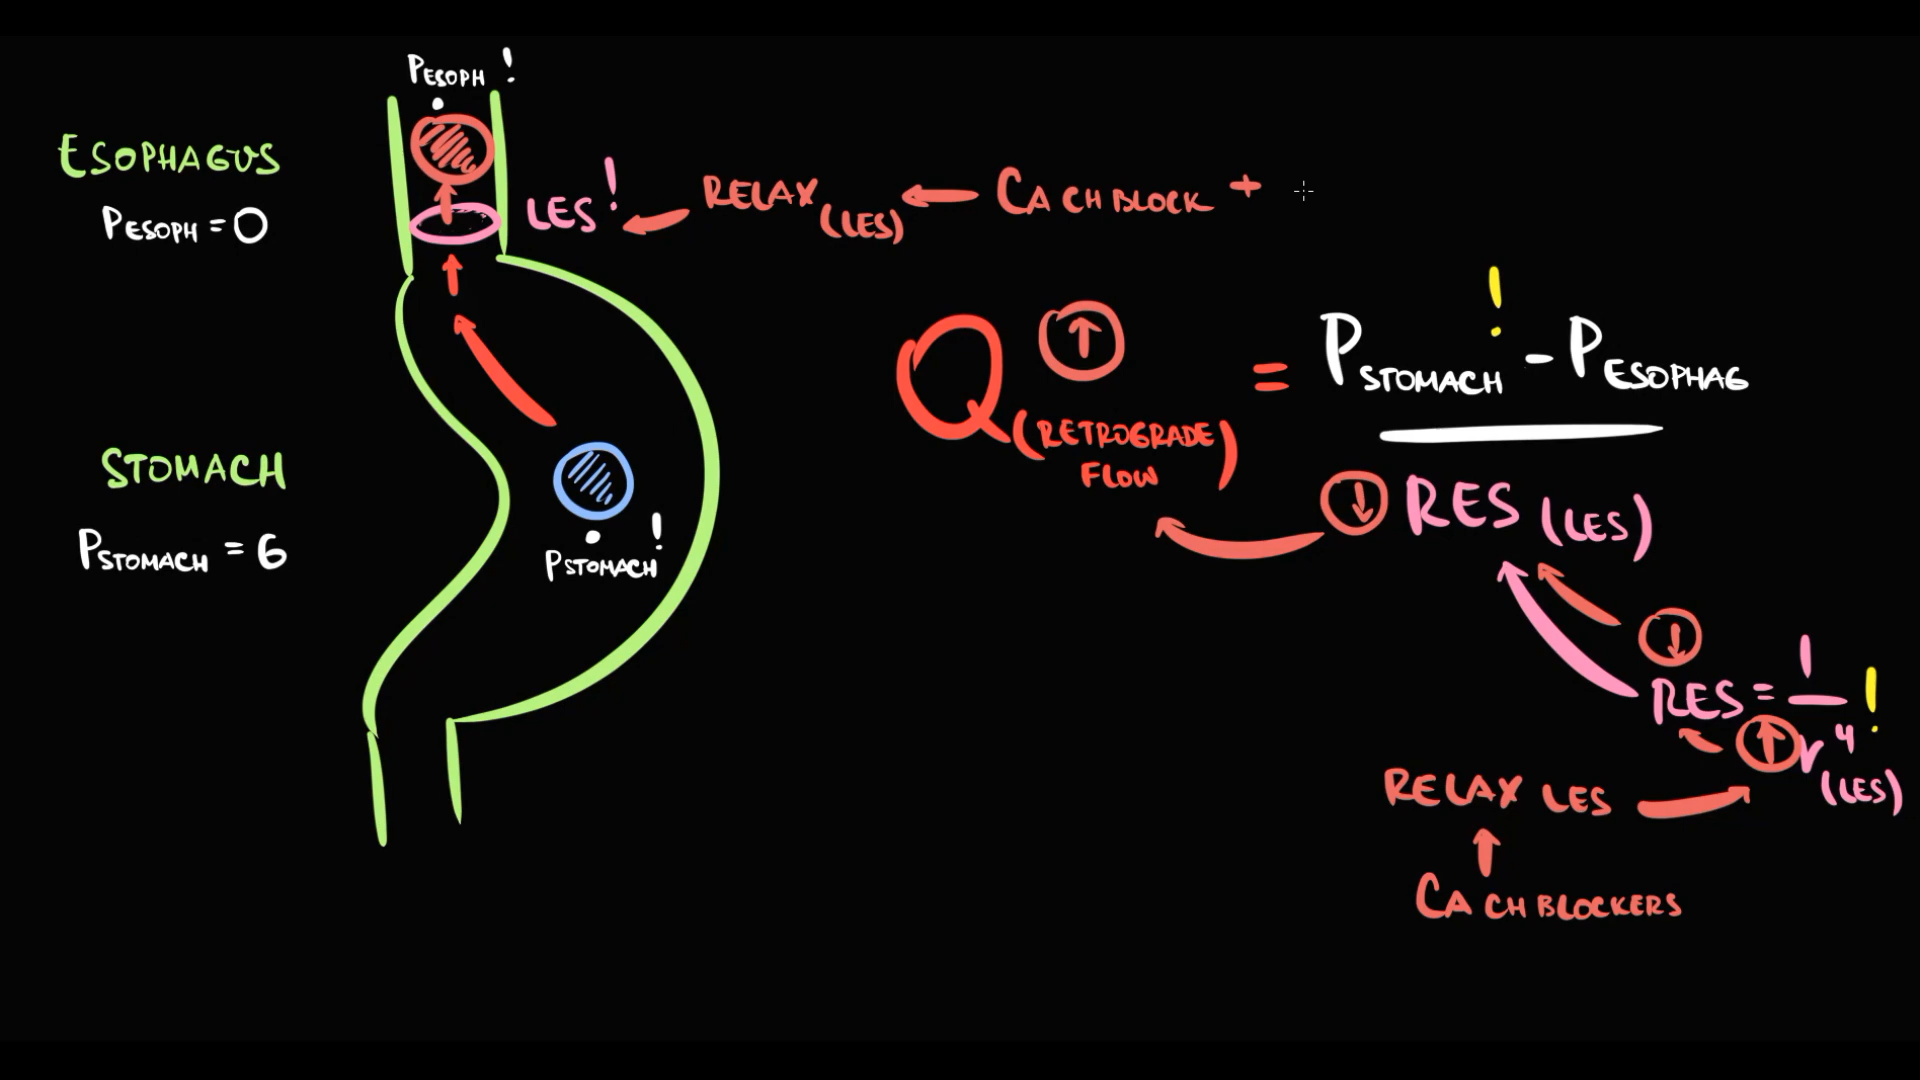 PESOPH !
ESOPHAGUS
PESOPH = 0
LES !
RELAX (LES) ← CA CH BLOCK +
Q ↑ (RETROGRADE FLOW) = PSTOMACH ! - PESOPHAG
↓ RES (LES)
STOMACH
PSTOMACH = 6
PSTOMACH !
↓
RES = 1 / ↑ r4 (LES) !
RELAX LES
CA CH BLOCKERS